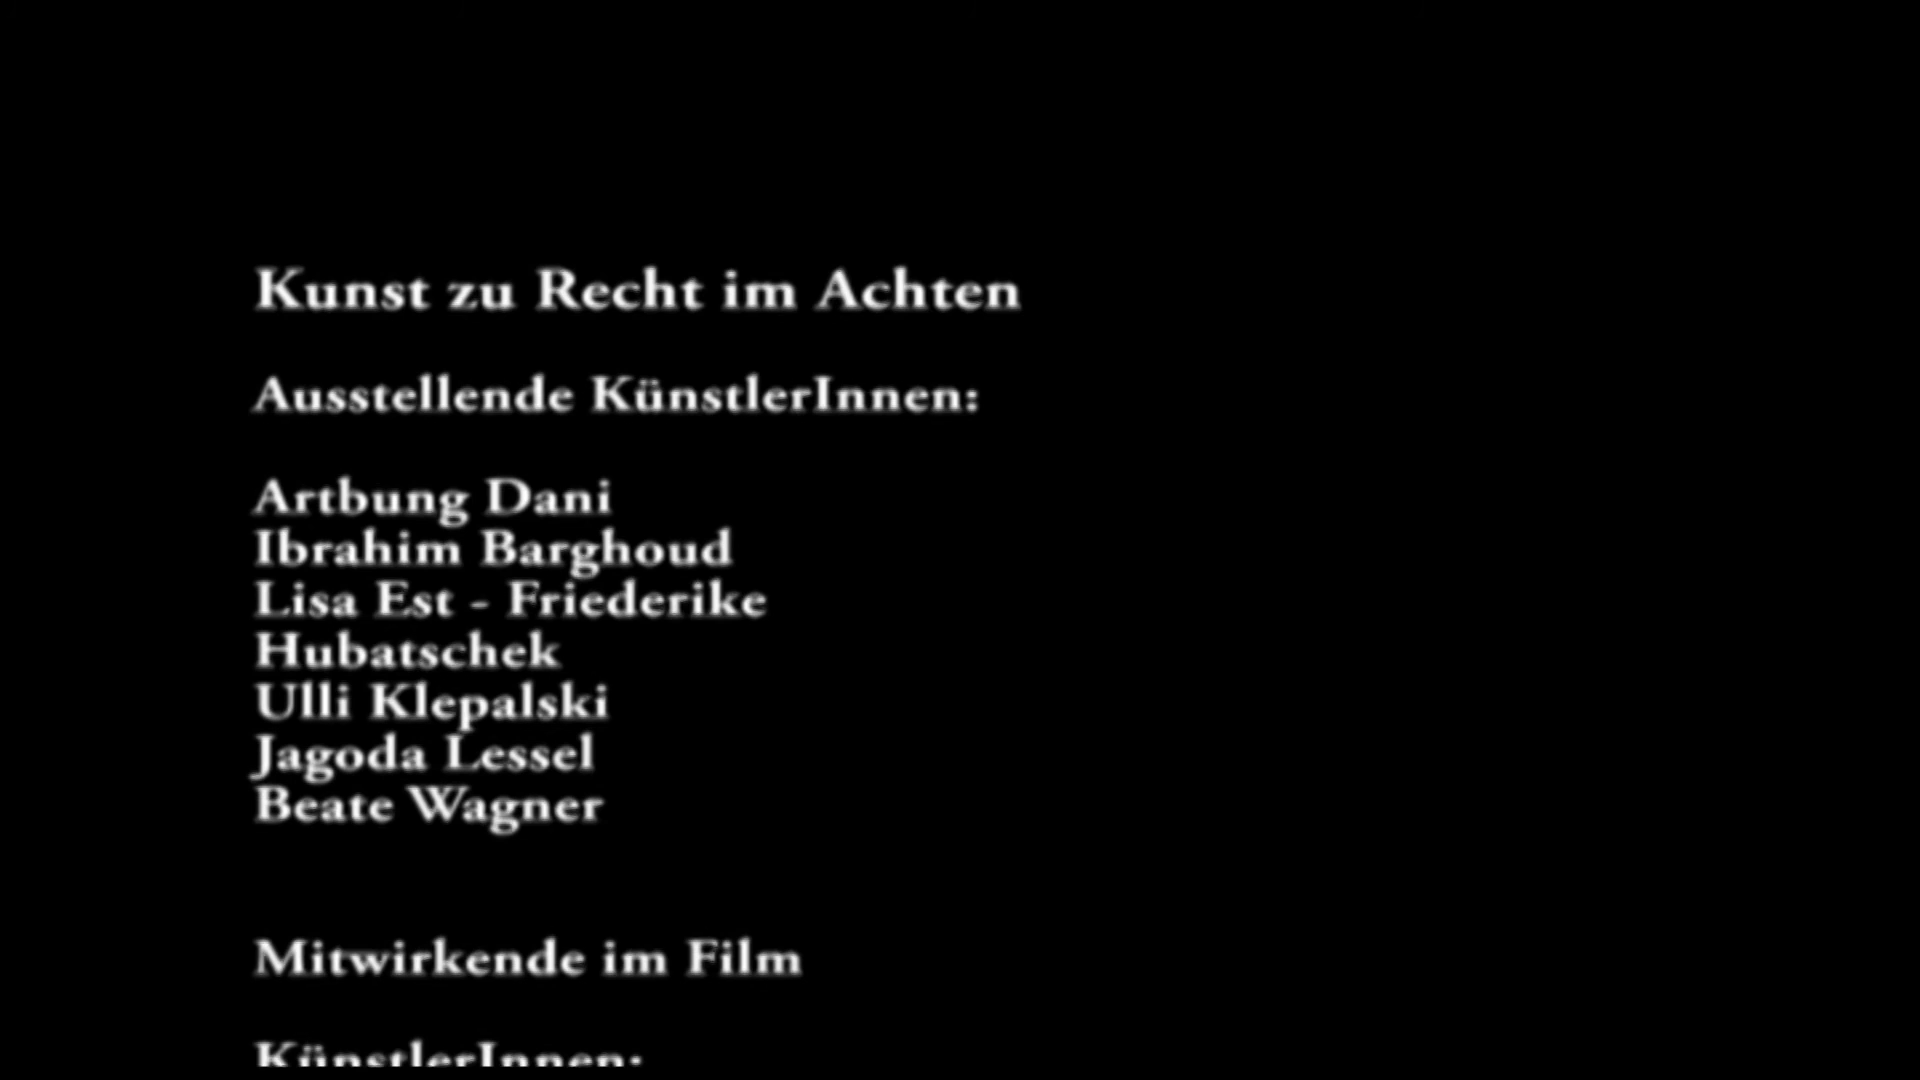 Kunst zu Recht im Achten
Ausstellende KünstlerInnen:
Artbung Dani
Ibrahim Barghoud
Lisa Est - Friederike
Hubatschek
Ulli Klepalski
Jagoda Lessel
Beate Wagner
Mitwirkende im Film
KünstlerInnen: